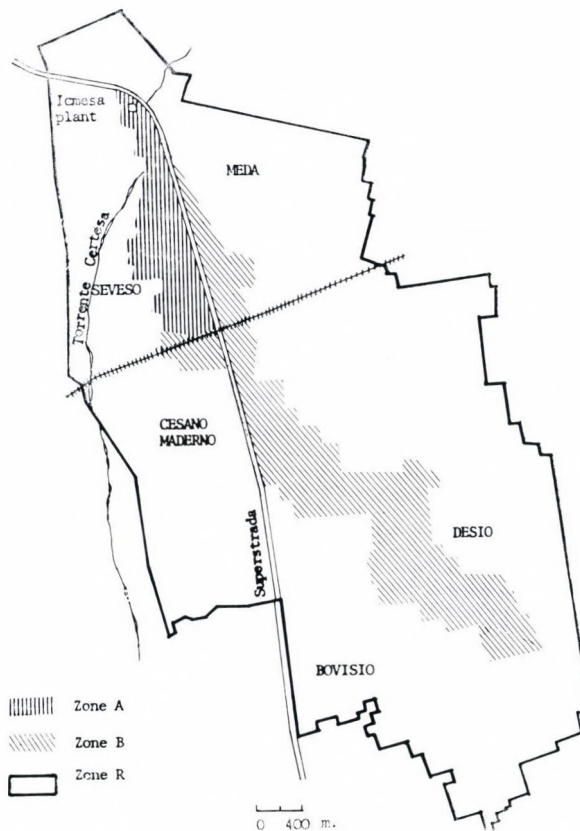 Icmesa
plant
MEDA
Torrente Certesa
SEVESO
CESANO
MADERNO
Superstrada
DESIO
BOVISIO
Zone A
Zone B
Zone R
0 400 m.